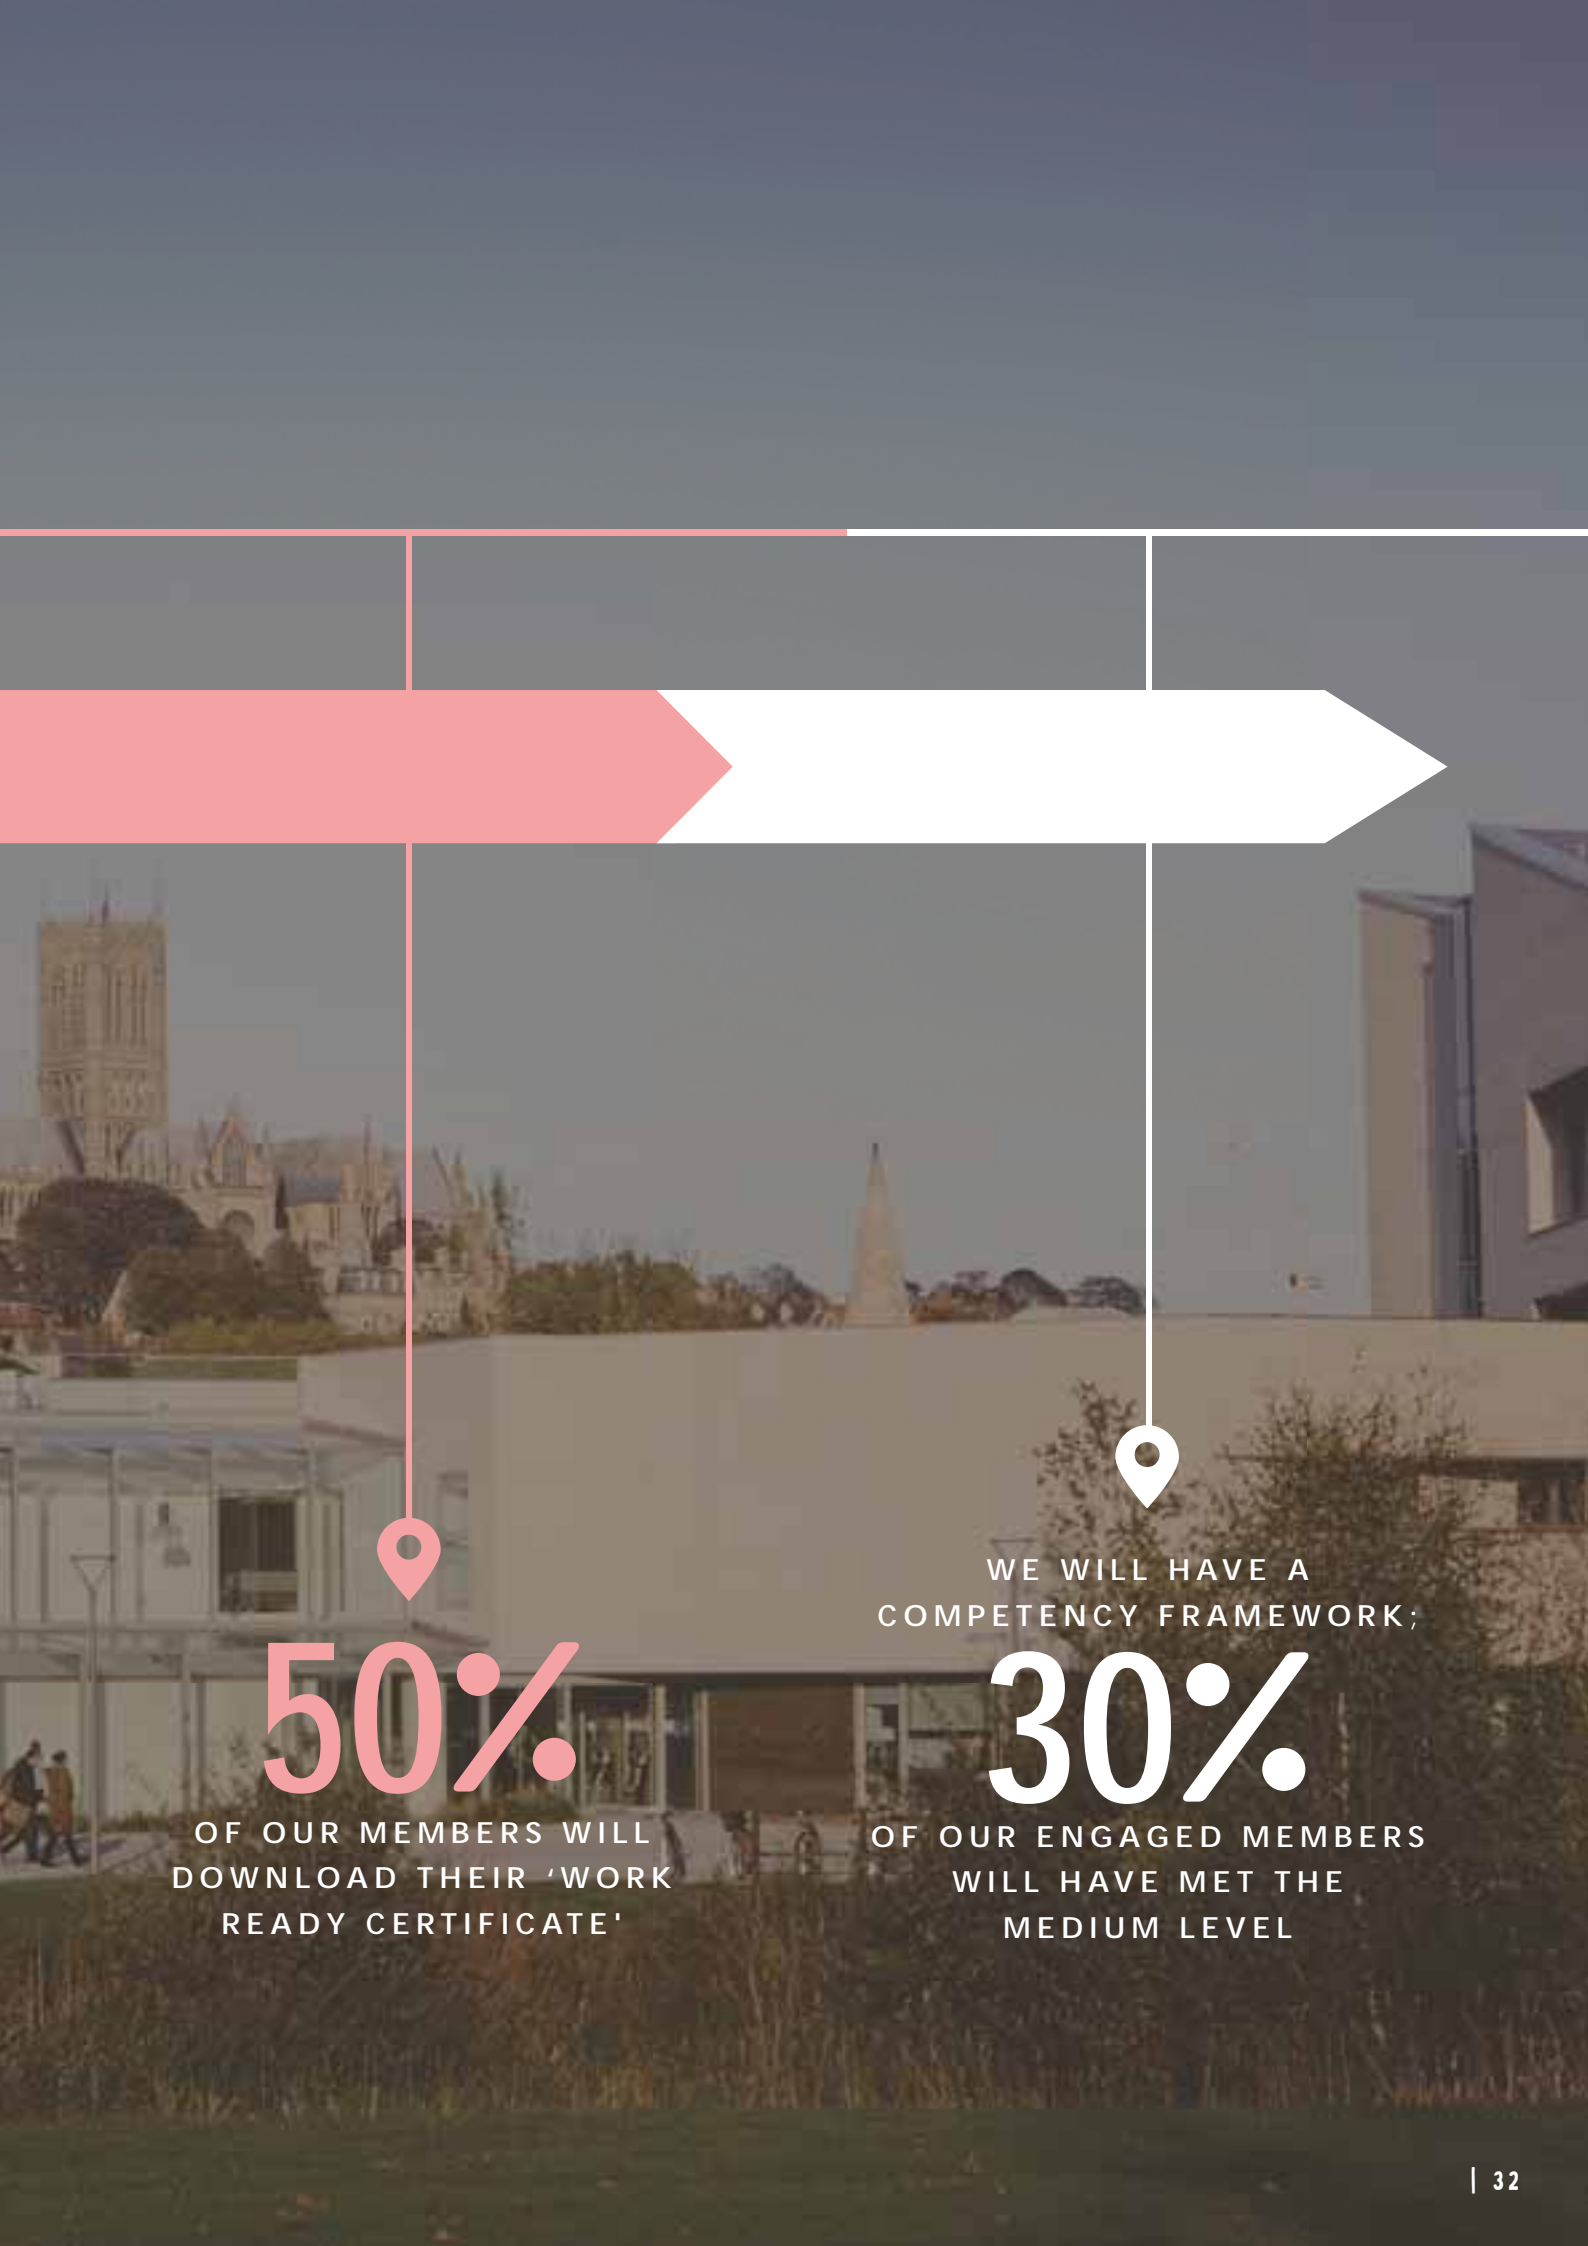 50%
OF OUR MEMBERS WILL
DOWNLOAD THEIR ‘WORK
READY CERTIFICATE'
WE WILL HAVE A
COMPETENCY FRAMEWORK;
30%
OF OUR ENGAGED MEMBERS
WILL HAVE MET THE
MEDIUM LEVEL
| 32